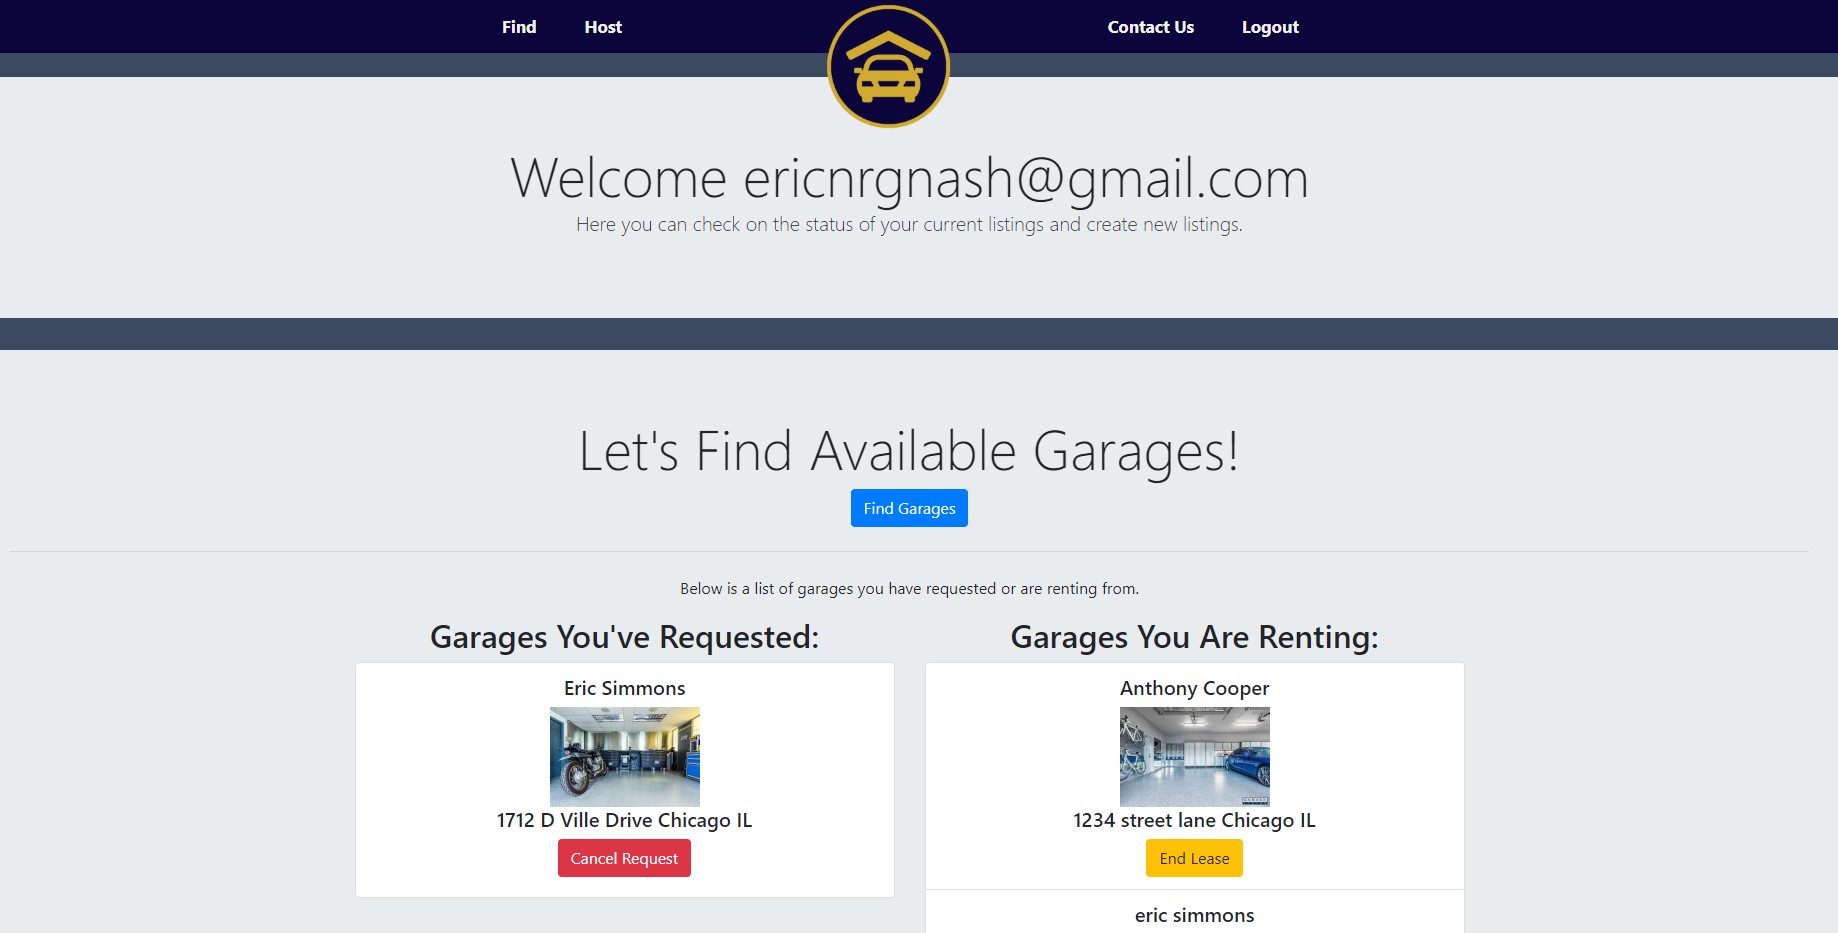 Find
Host
Contact Us
Logout
Welcome ericnrgnash@gmail.com
Here you can check on the status of your current listings and create new listings.
Let's Find Available Garages!
Find Garages
Below is a list of garages you have requested or are renting from.
Garages You've Requested:
Eric Simmons
1712 D Ville Drive Chicago IL
Cancel Request
Garages You Are Renting:
Anthony Cooper
1234 street lane Chicago IL
End Lease
eric simmons